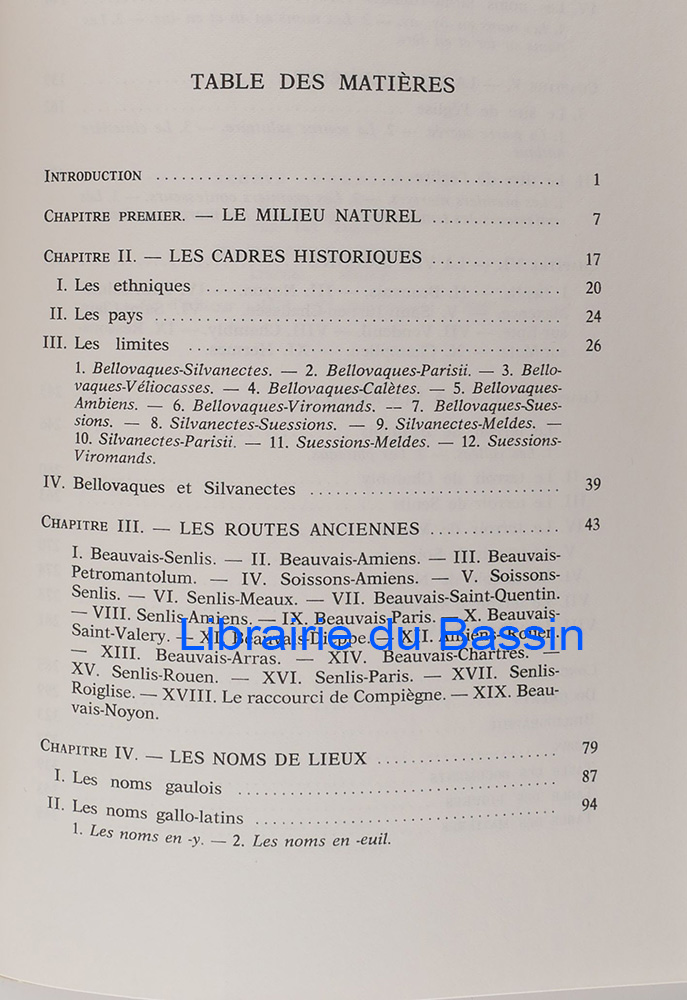 TABLE DES MATIÈRES
INTRODUCTION ................................................ 1
CHAPITRE PREMIER. — LE MILIEU NATUREL ............... 7
CHAPITRE II. — LES CADRES HISTORIQUES ............... 17
I. Les ethniques .......................................... 20
II. Les pays ............................................... 24
III. Les limites ............................................ 26
1. Bellovaques-Silvanectes. — 2. Bellovaques-Parisii. — 3. Bello-
vaques-Véliocasses. — 4. Bellovaques-Calètes. — 5. Bellovaques-
Ambiens. — 6. Bellovaques-Viromands. — 7. Bellovaques-Sues-
sions. — 8. Silvanectes-Suessions. — 9. Silvanectes-Meldes. —
10. Silvanectes-Parisii. — 11. Suessions-Meldes. — 12. Suessions-
Viromands.
IV. Bellovaques et Silvanectes .............................. 39
CHAPITRE III. — LES ROUTES ANCIENNES ............... 43
I. Beauvais-Senlis. — II. Beauvais-Amiens. — III. Beauvais-
Petromantolum. — IV. Soissons-Amiens. — V. Soissons-
Senlis. — VI. Senlis-Meaux. — VII. Beauvais-Saint-Quentin.
— VIII. Senlis-Amiens. — IX. Beauvais-Paris. — X. Beauvais-
Saint-Valery. — XI. Beauvais-Dieppe. — XII. Amiens-Rouen.
Librairie du Bassin
— XIII. Beauvais-Arras. — XIV. Beauvais-Chartres. —
XV. Senlis-Rouen. — XVI. Senlis-Paris. — XVII. Senlis-
Roiglise. — XVIII. Le raccourci de Compiègne. — XIX. Beau-
vais-Noyon.
CHAPITRE IV. — LES NOMS DE LIEUX ..................... 79
I. Les noms gaulois ...................................... 87
II. Les noms gallo-latins .................................. 94
1. Les noms en -y. — 2. Les noms en -euil.